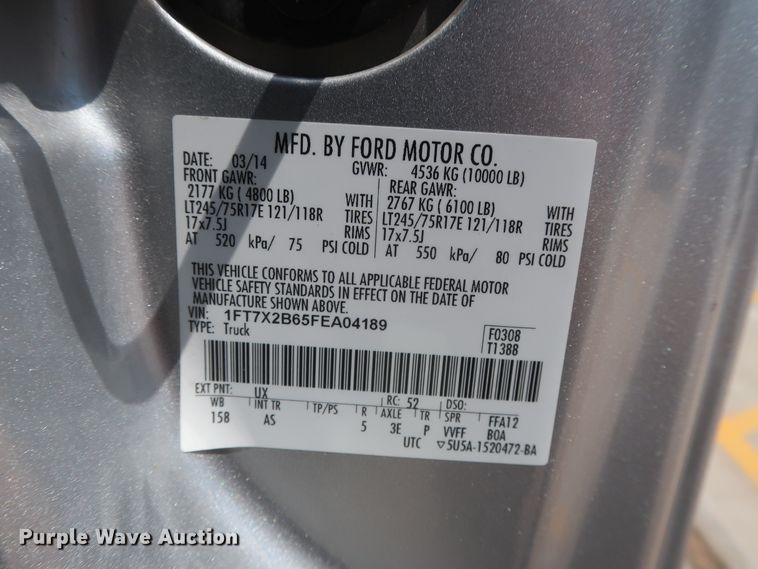 MFD. BY FORD MOTOR CO.
DATE: 03/14 GVWR: 4536 KG (10000 LB)
FRONT GAWR: REAR GAWR:
2177 KG ( 4800 LB) WITH 2767 KG ( 6100 LB) WITH
LT245/75R17E 121/118R TIRES LT245/75R17E 121/118R TIRES
17x7.5J RIMS 17x7.5J RIMS
AT 520 kPa/ 75 PSI COLD AT 550 kPa/ 80 PSI COLD
THIS VEHICLE CONFORMS TO ALL APPLICABLE FEDERAL MOTOR
VEHICLE SAFETY STANDARDS IN EFFECT ON THE DATE OF
MANUFACTURE SHOWN ABOVE.
VIN: 1FT7X2B65FEA04189 F0308
TYPE: Truck T1388
EXT PNT: UX RC: 52 DSO:
WB INT TR TP/PS R AXLE TR SPR FFA12
158 AS 5 3E P VVFF BOA
UTC ▽5U5A-1520472-BA
Purple Wave Auction